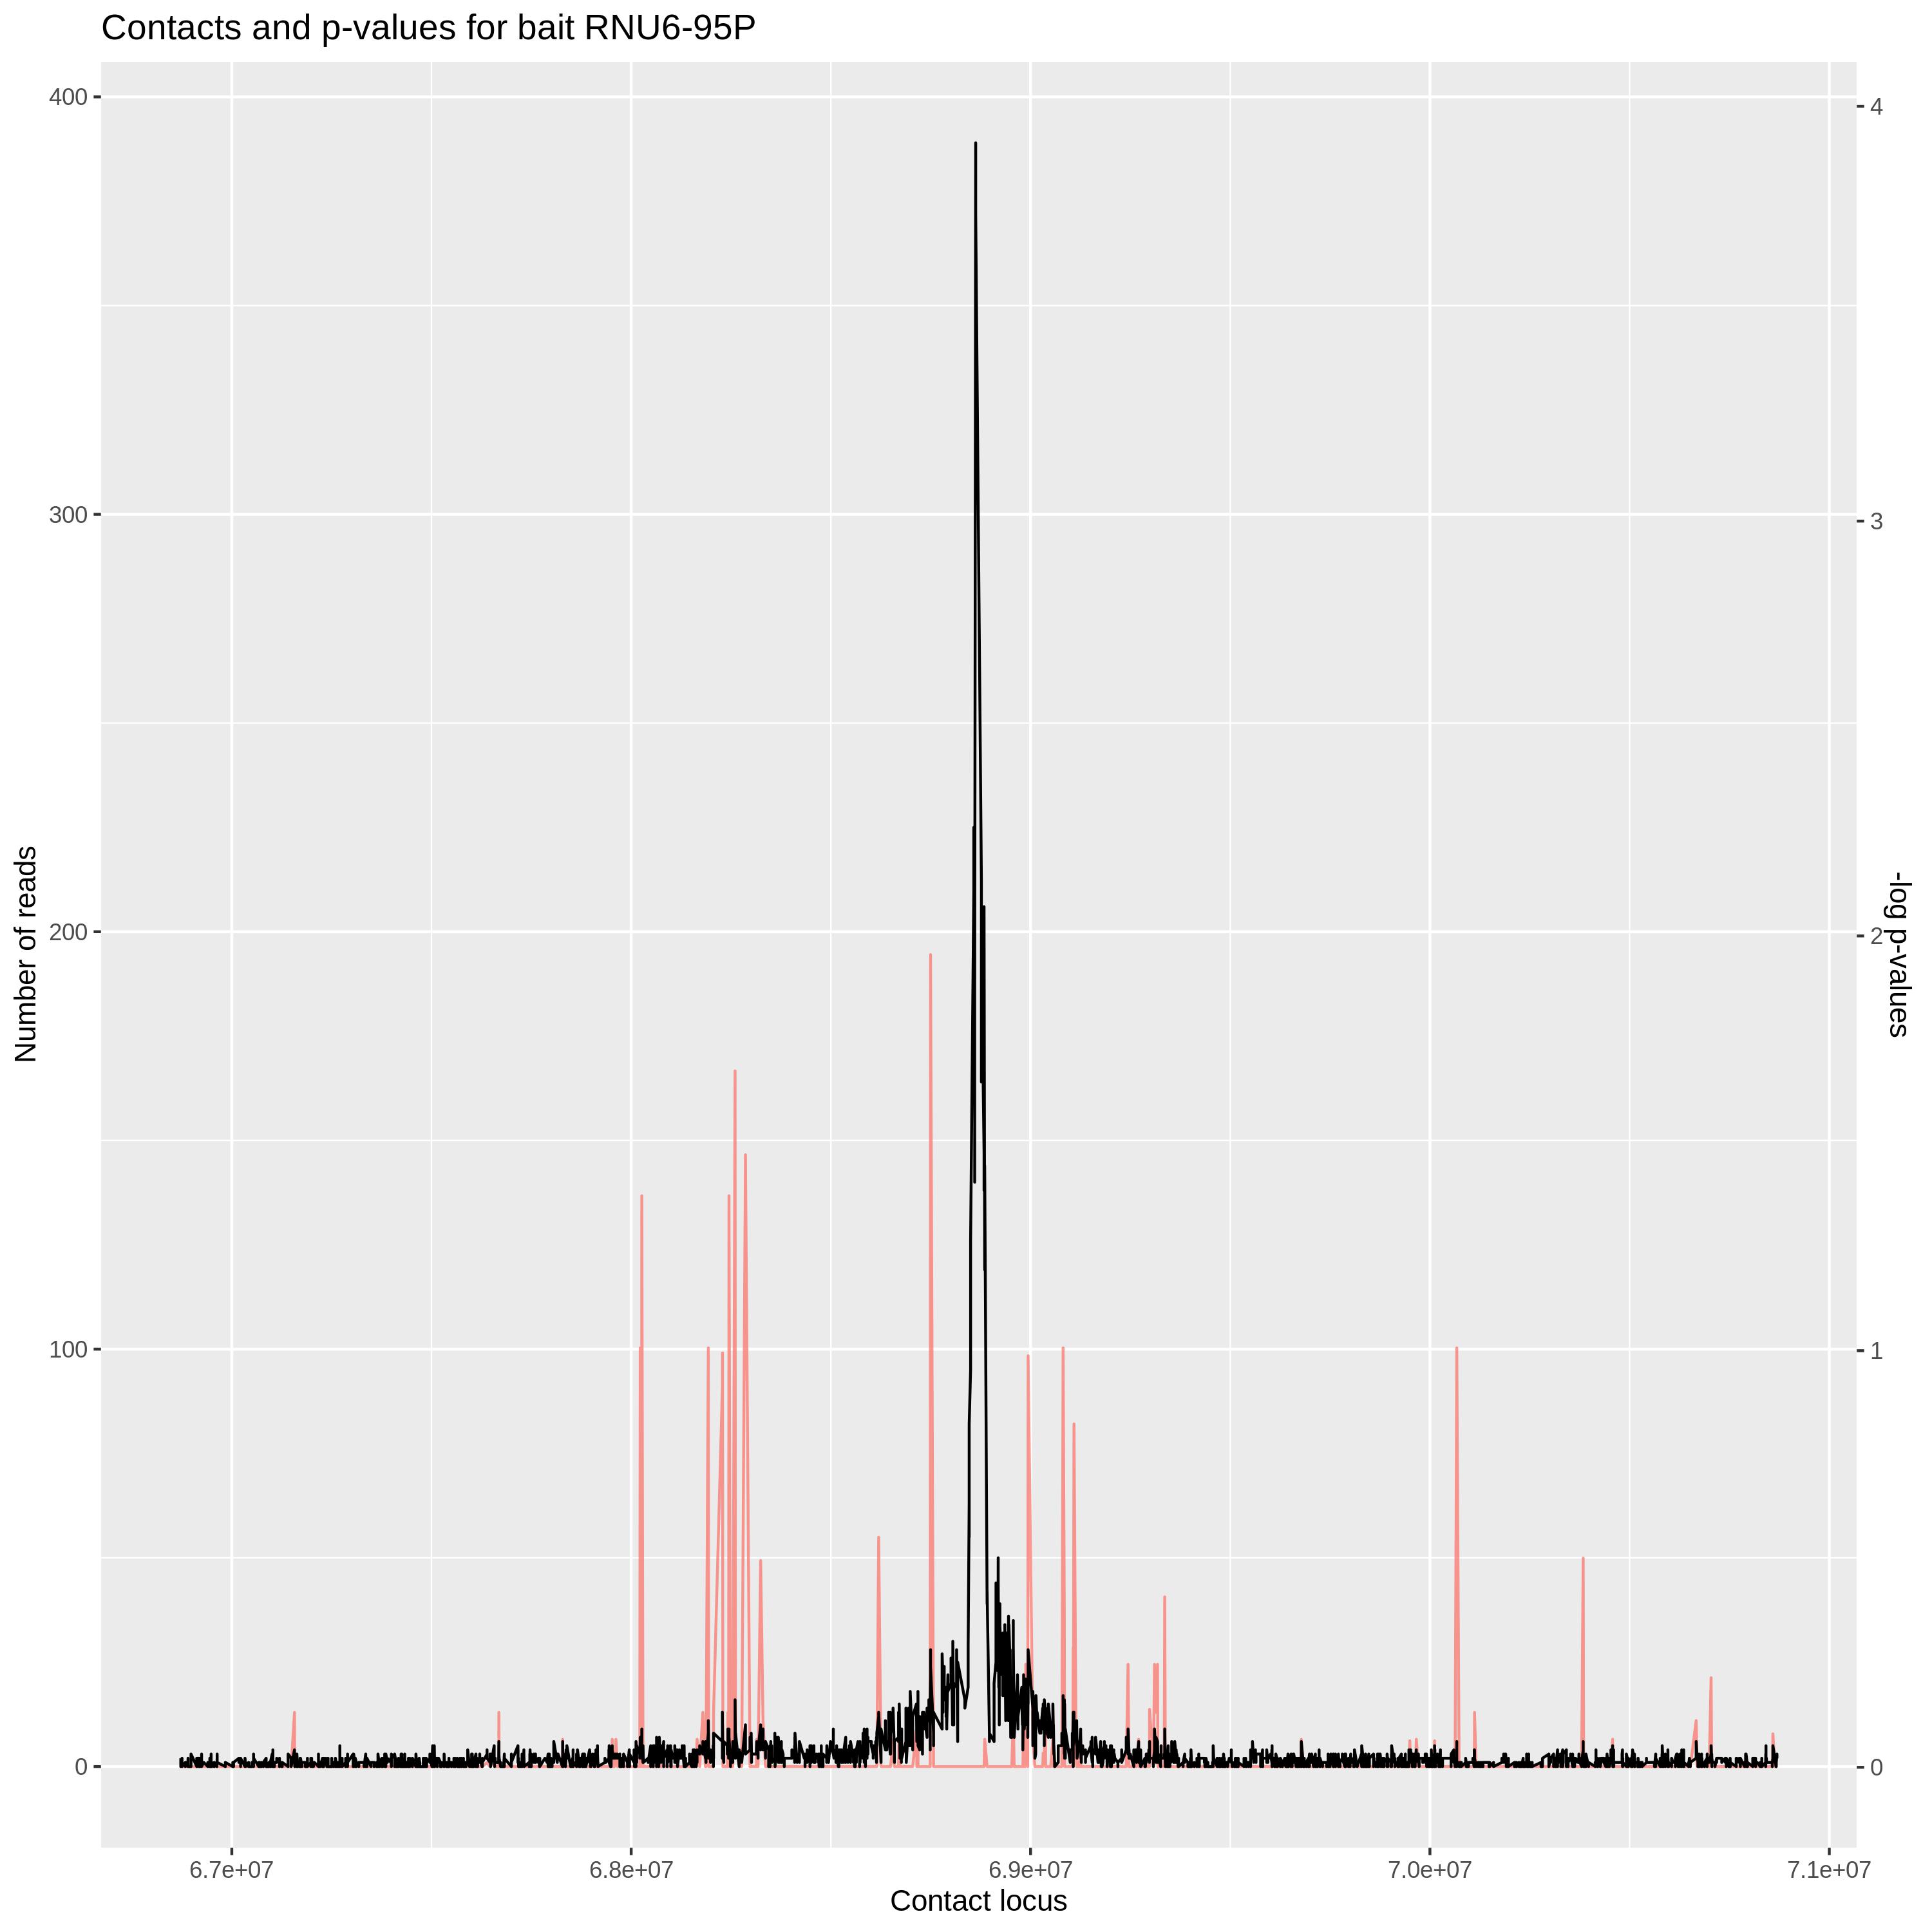 Contacts and p-values for bait RNU6-95P
400
300
200
100
0
Number of reads
4
3
2
1
0
-log p-values
6.7e+07
6.8e+07
6.9e+07
7.0e+07
7.1e+07
Contact locus